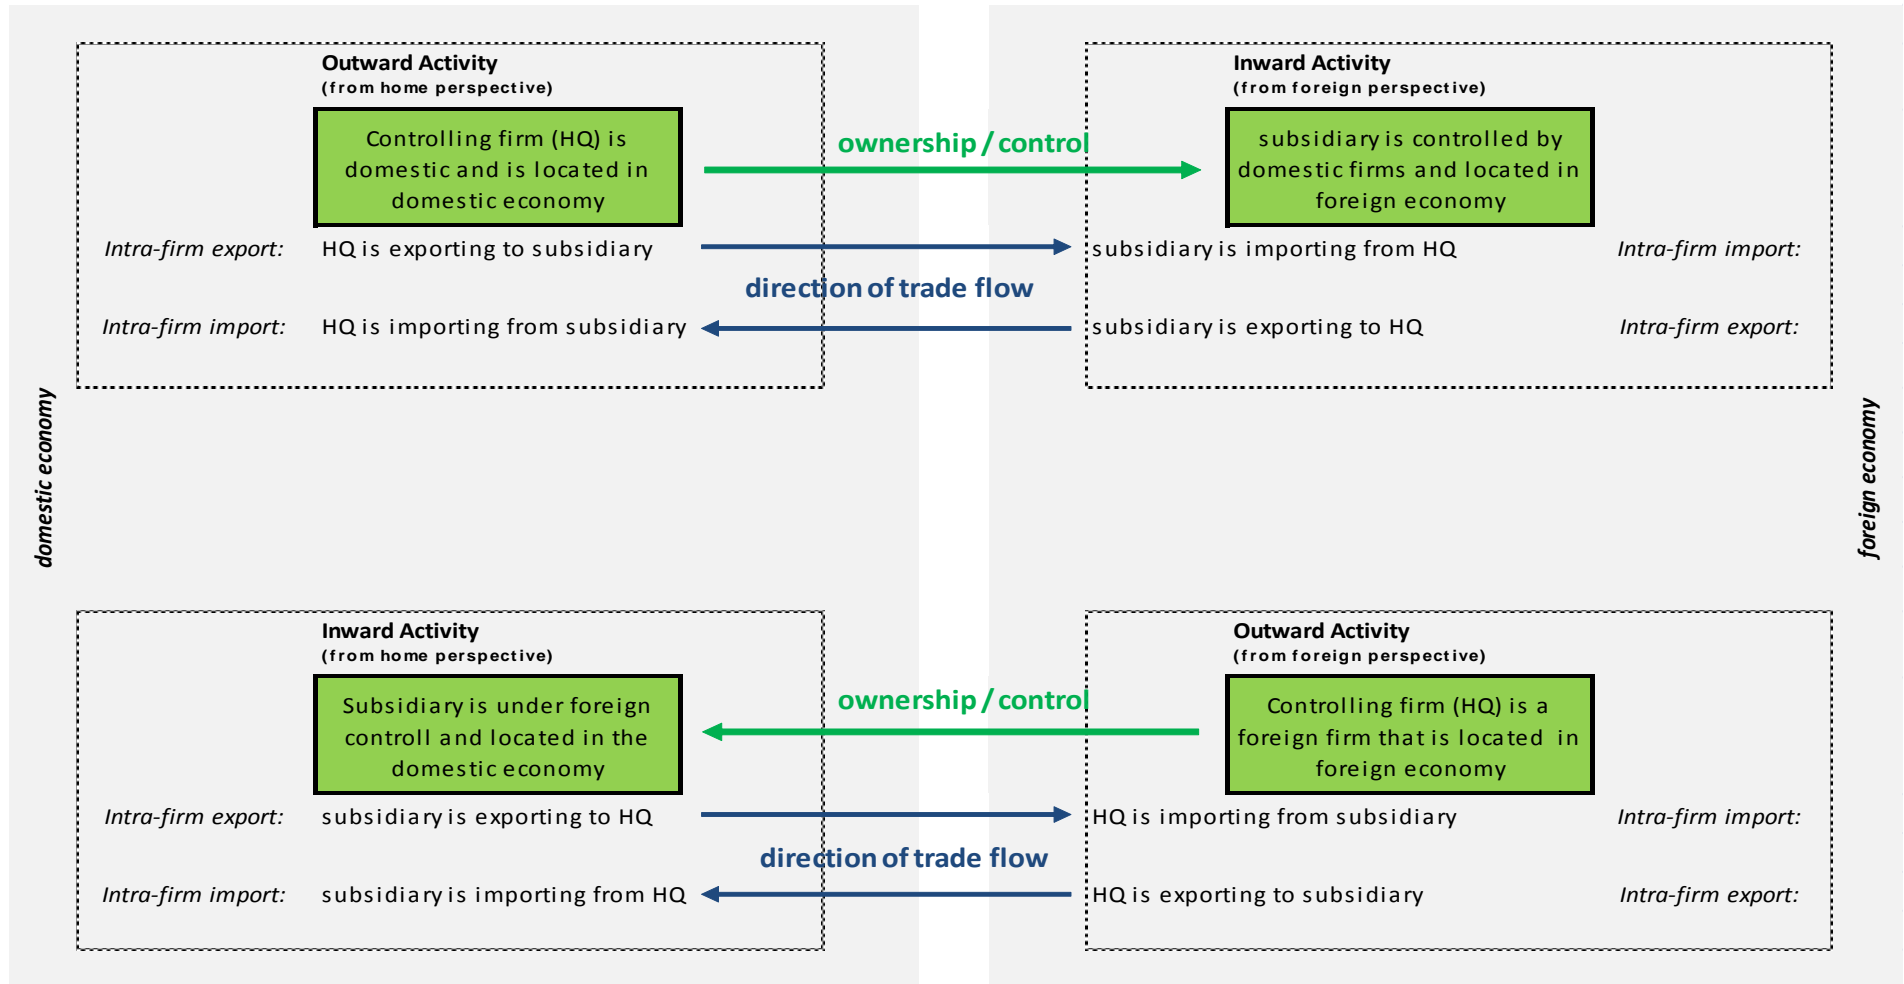 Outward Activity
(from home perspective)
Controlling firm (HQ) is
domestic and is located in
domestic economy
ownership / control
Inward Activity
(from foreign perspective)
subsidiary is controlled by
domestic firms and located in
foreign economy
Intra-firm export: HQ is exporting to subsidiary
subsidiary is importing from HQ Intra-firm import:
direction of trade flow
Intra-firm import: HQ is importing from subsidiary
subsidiary is exporting to HQ Intra-firm export:
domestic economy
foreign economy
Inward Activity
(from home perspective)
Subsidiary is under foreign
controll and located in the
domestic economy
ownership / control
Outward Activity
(from foreign perspective)
Controlling firm (HQ) is a
foreign firm that is located in
foreign economy
Intra-firm export: subsidiary is exporting to HQ
HQ is importing from subsidiary Intra-firm import:
direction of trade flow
Intra-firm import: subsidiary is importing from HQ
HQ is exporting to subsidiary Intra-firm export: